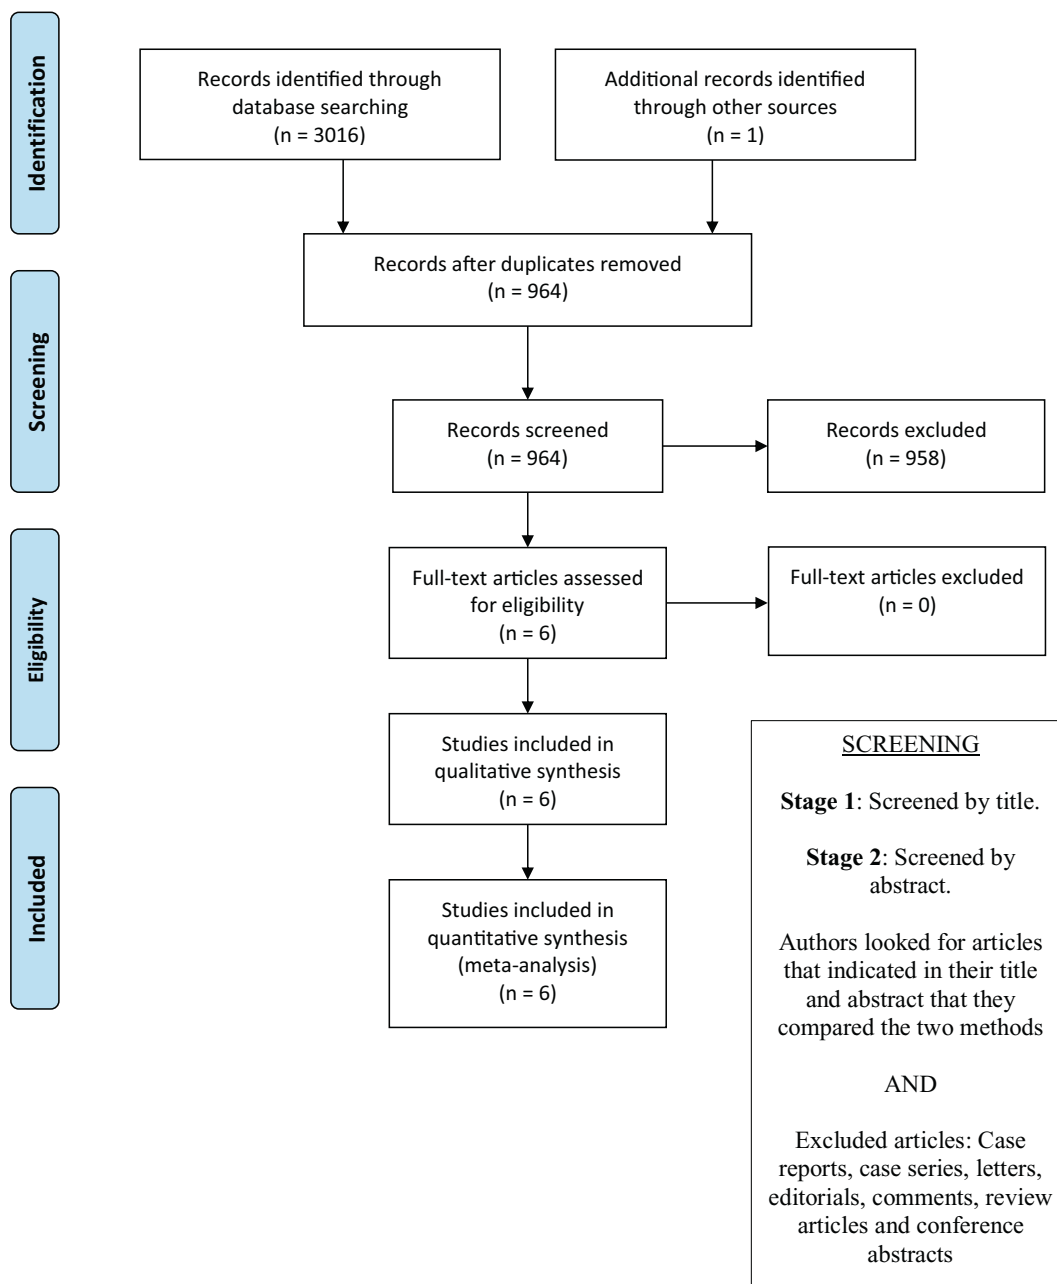 Identification
Records identified through
database searching
(n = 3016)
Additional records identified
through other sources
(n = 1)
Records after duplicates removed
(n = 964)
Screening
Records screened
(n = 964)
Records excluded
(n = 958)
Eligibility
Full-text articles assessed
for eligibility
(n = 6)
Full-text articles excluded
(n = 0)
Studies included in
qualitative synthesis
(n = 6)
Included
Studies included in
quantitative synthesis
(meta-analysis)
(n = 6)
SCREENING
Stage 1: Screened by title.
Stage 2: Screened by
abstract.
Authors looked for articles
that indicated in their title
and abstract that they
compared the two methods
AND
Excluded articles: Case
reports, case series, letters,
editorials, comments, review
articles and conference
abstracts